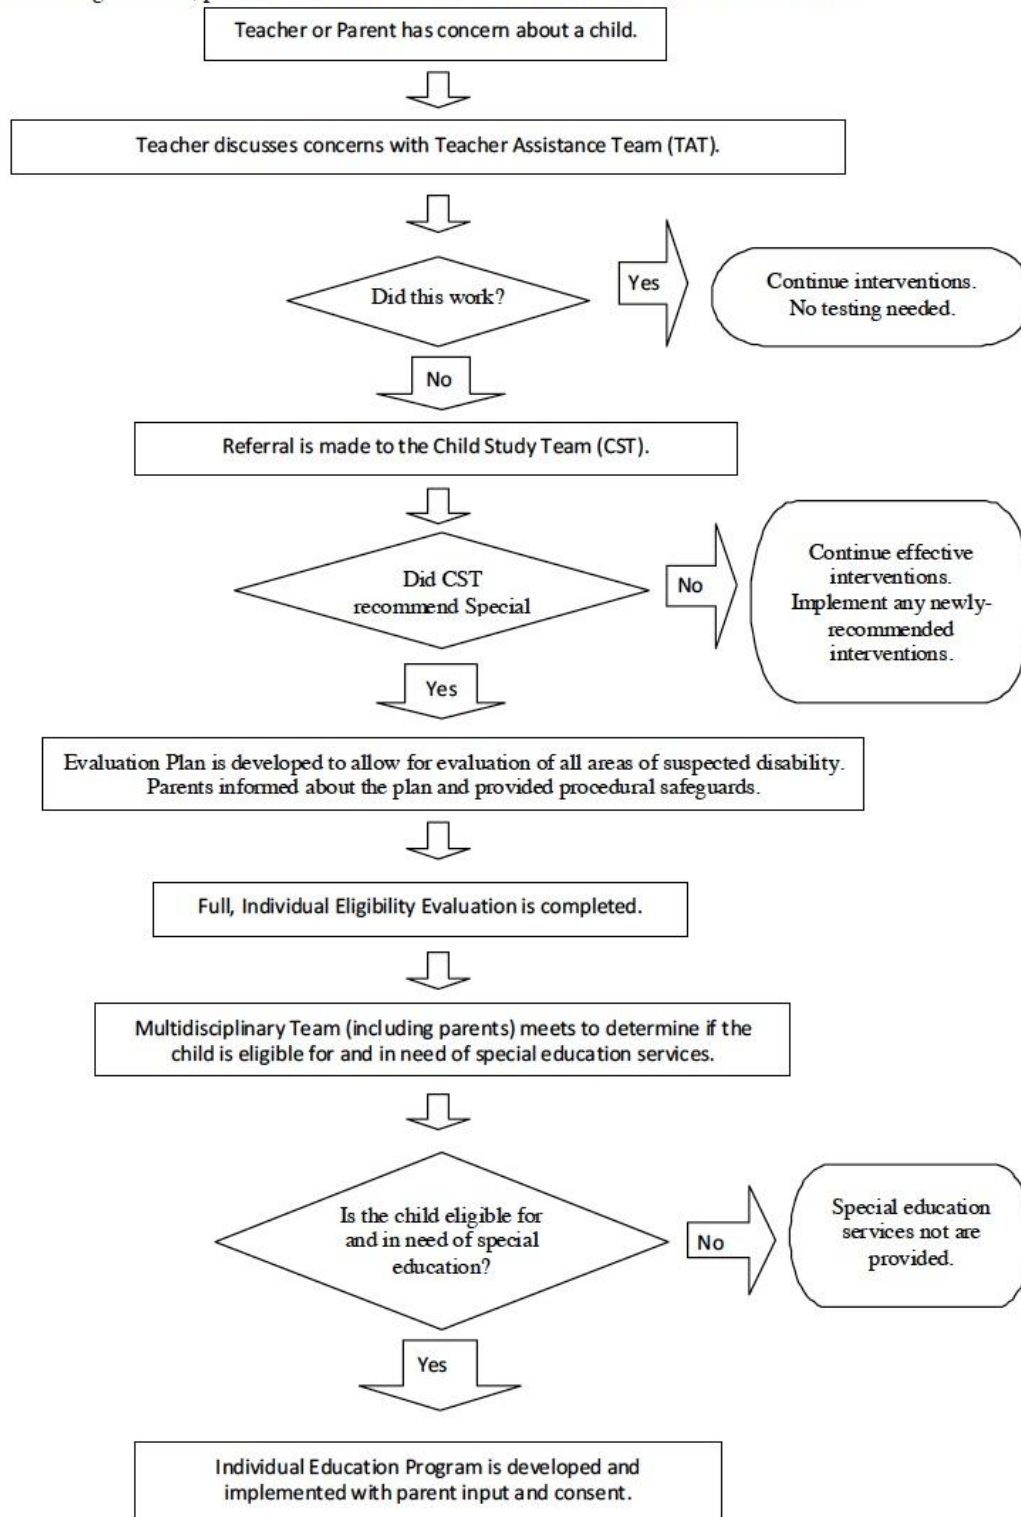 Teacher or Parent has concern about a child.
Teacher discusses concerns with Teacher Assistance Team (TAT).
Did this work?
Yes
Continue interventions.
No testing needed.
No
Referral is made to the Child Study Team (CST).
Did CST
recommend Special
No
Continue effective
interventions.
Implement any newly-
recommended
interventions.
Yes
Evaluation Plan is developed to allow for evaluation of all areas of suspected disability.
Parents informed about the plan and provided procedural safeguards.
Full, Individual Eligibility Evaluation is completed.
Multidisciplinary Team (including parents) meets to determine if the
child is eligible for and in need of special education services.
Is the child eligible for
and in need of special
education?
No
Special education
services not are
provided.
Yes
Individual Education Program is developed and
implemented with parent input and consent.